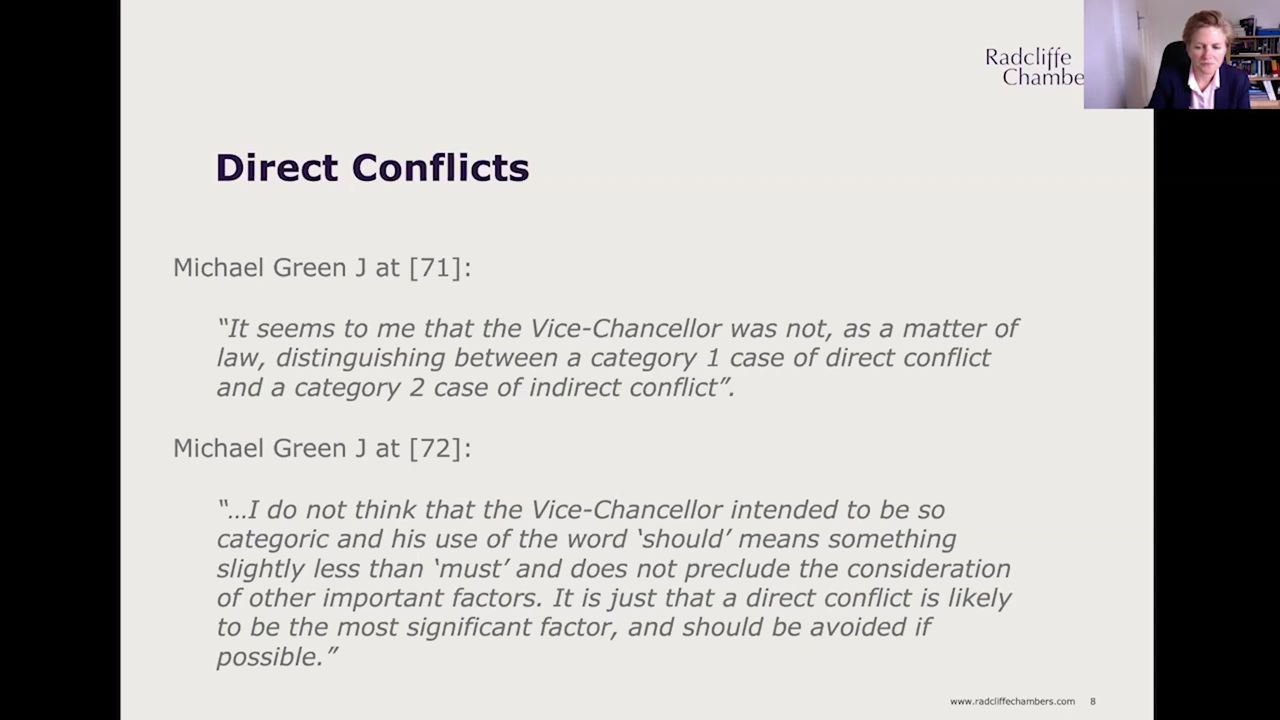 Radcliffe
Chambe
Direct Conflicts
Michael Green J at [71]:
“It seems to me that the Vice-Chancellor was not, as a matter of
law, distinguishing between a category 1 case of direct conflict
and a category 2 case of indirect conflict”.
Michael Green J at [72]:
“…I do not think that the Vice-Chancellor intended to be so
categoric and his use of the word ‘should’ means something
slightly less than ‘must’ and does not preclude the consideration
of other important factors. It is just that a direct conflict is likely
to be the most significant factor, and should be avoided if
possible.”
www.radcliffechambers.com 8